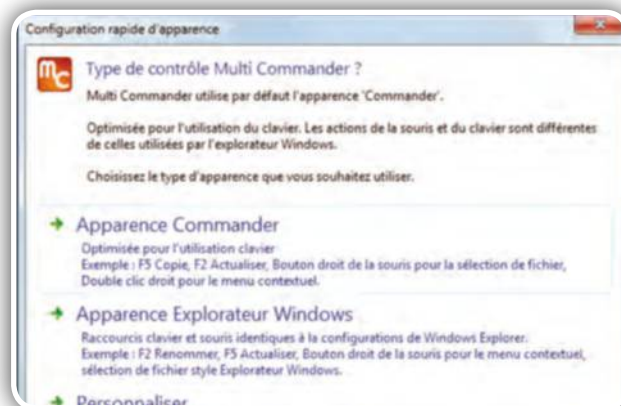 Configuration rapide d'apparence
mc
Type de contrôle Multi Commander ?
Multi Commander utilise par défaut l'apparence 'Commander'.
Optimisée pour l'utilisation du clavier. Les actions de la souris et du clavier sont différentes
de celles utilisées par l'explorateur Windows.
Choisissez le type d'apparence que vous souhaitez utiliser.
Apparence Commander
Optimisée pour l'utilisation clavier
Exemple : F5 Copie, F2 Actualiser, Bouton droit de la souris pour la sélection de fichier,
Double clic droit pour le menu contextuel.
Apparence Explorateur Windows
Raccourcis clavier et souris identiques à la configurations de Windows Explorer.
Exemple : F2 Renommer, F5 Actualiser, Bouton droit de la souris pour le menu contextuel,
sélection de fichier style Explorateur Windows.
Personnaliser